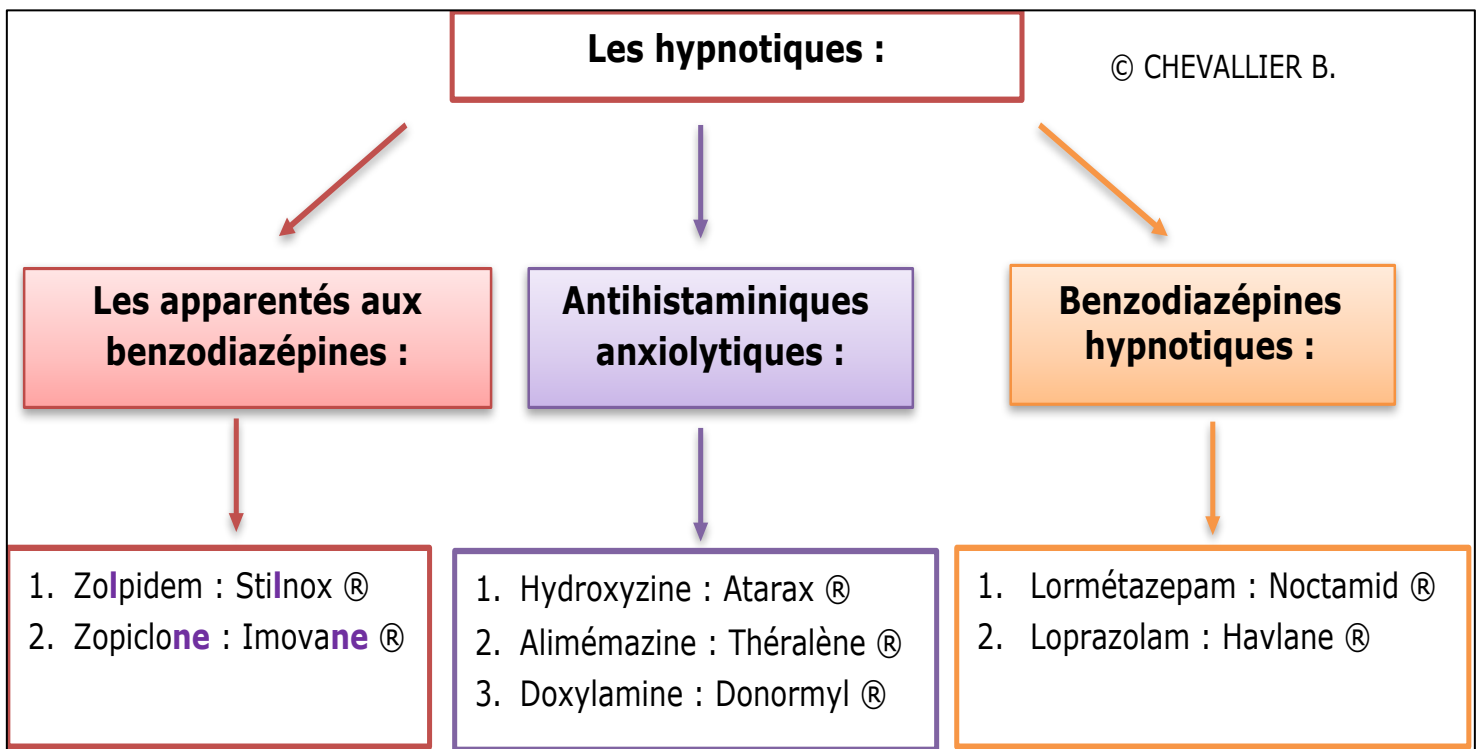 Les hypnotiques :
© CHEVALLIER B.
Les apparentés aux
benzodiazépines :
Antihistaminiques
anxiolytiques :
Benzodiazépines
hypnotiques :
1. Zolpidem : Stilnox ®
2. Zopiclone : Imovane ®
1. Hydroxyzine : Atarax ®
2. Alimémazine : Théralène ®
3. Doxylamine : Donormyl ®
1. Lormétazepam : Noctamid ®
2. Loprazolam : Havlane ®